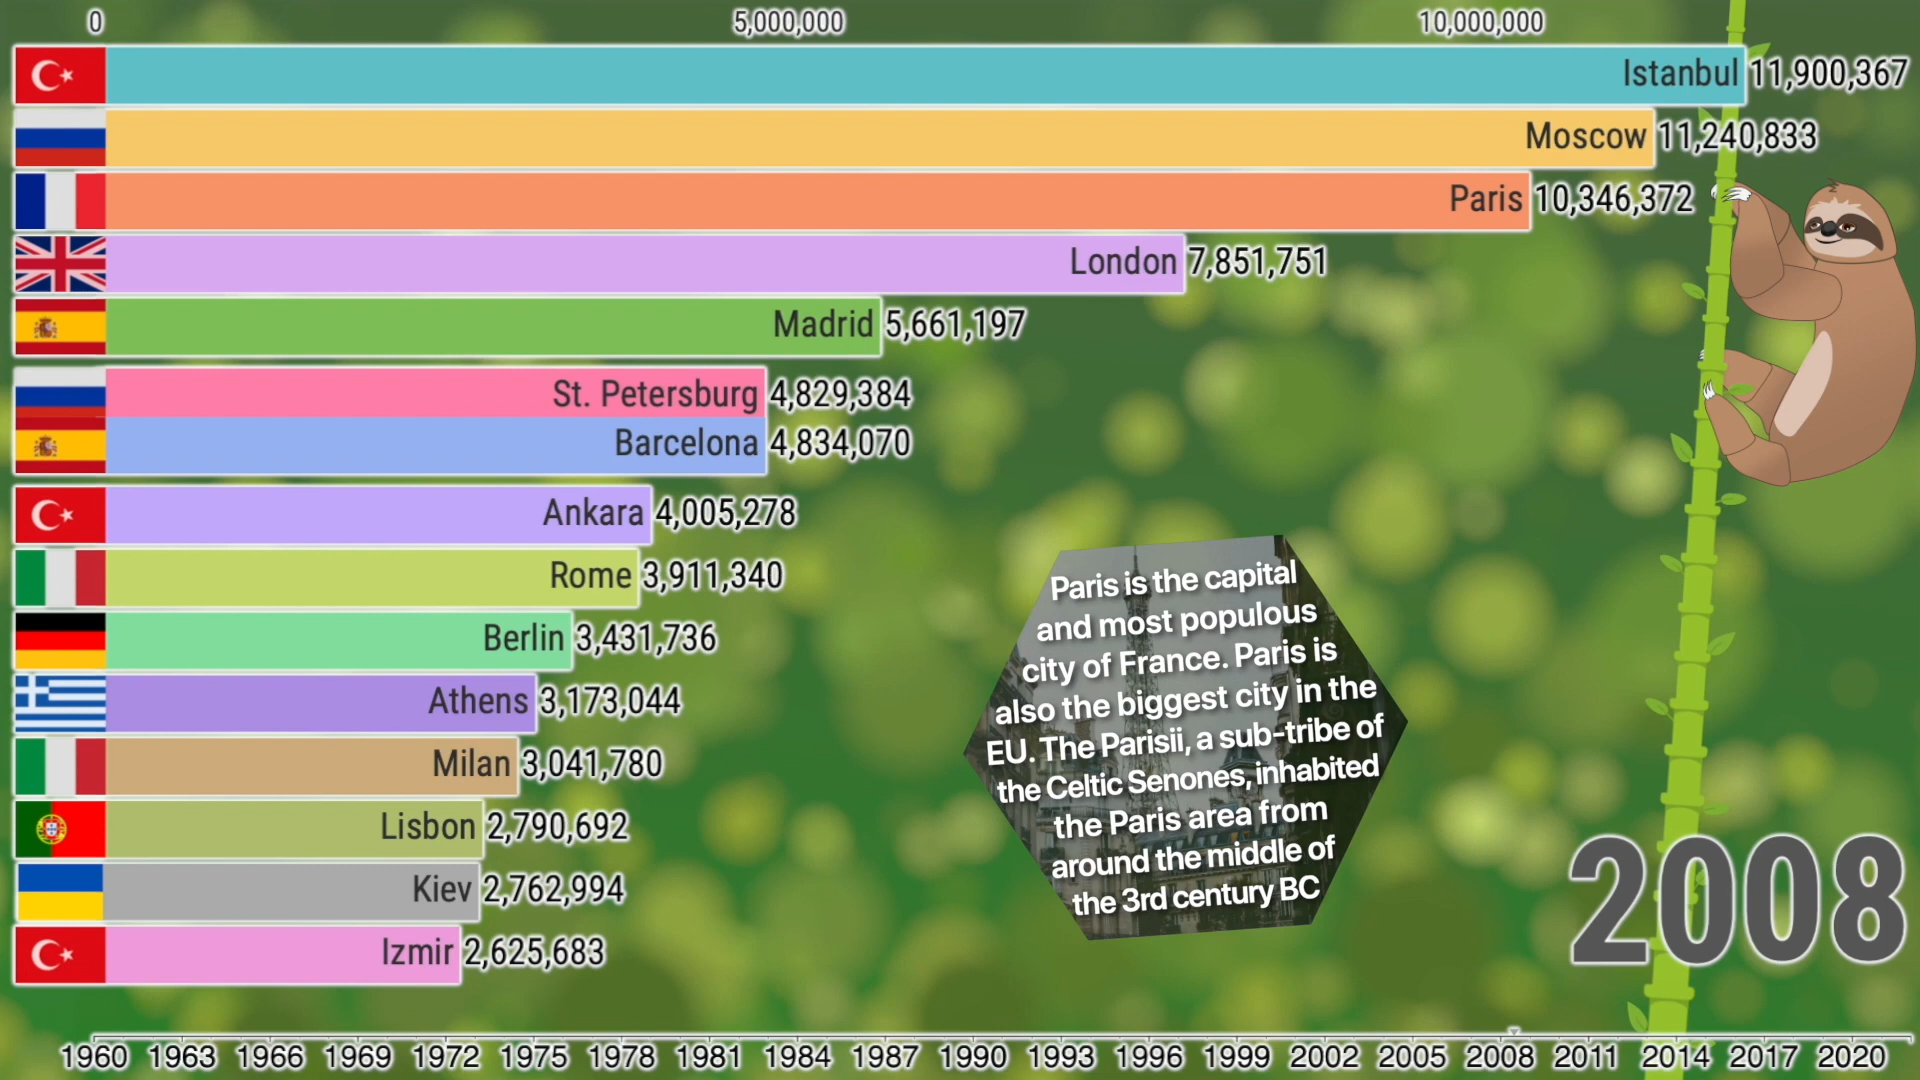 0 5,000,000 10,000,000
Istanbul 11,900,367
Moscow 11,240,833
Paris 10,346,372
London 7,851,751
Madrid 5,661,197
St. Petersburg 4,829,384
Barcelona 4,834,070
Ankara 4,005,278
Rome 3,911,340
Berlin 3,431,736
Athens 3,173,044
Milan 3,041,780
Lisbon 2,790,692
Kiev 2,762,994
Izmir 2,625,683
Paris is the capital
and most populous
city of France. Paris is
also the biggest city in the
EU. The Parisii, a sub-tribe of
the Celtic Senones, inhabited
the Paris area from
around the middle of
the 3rd century BC
2008
1960 1963 1966 1969 1972 1975 1978 1981 1984 1987 1990 1993 1996 1999 2002 2005 2008 2011 2014 2017 2020